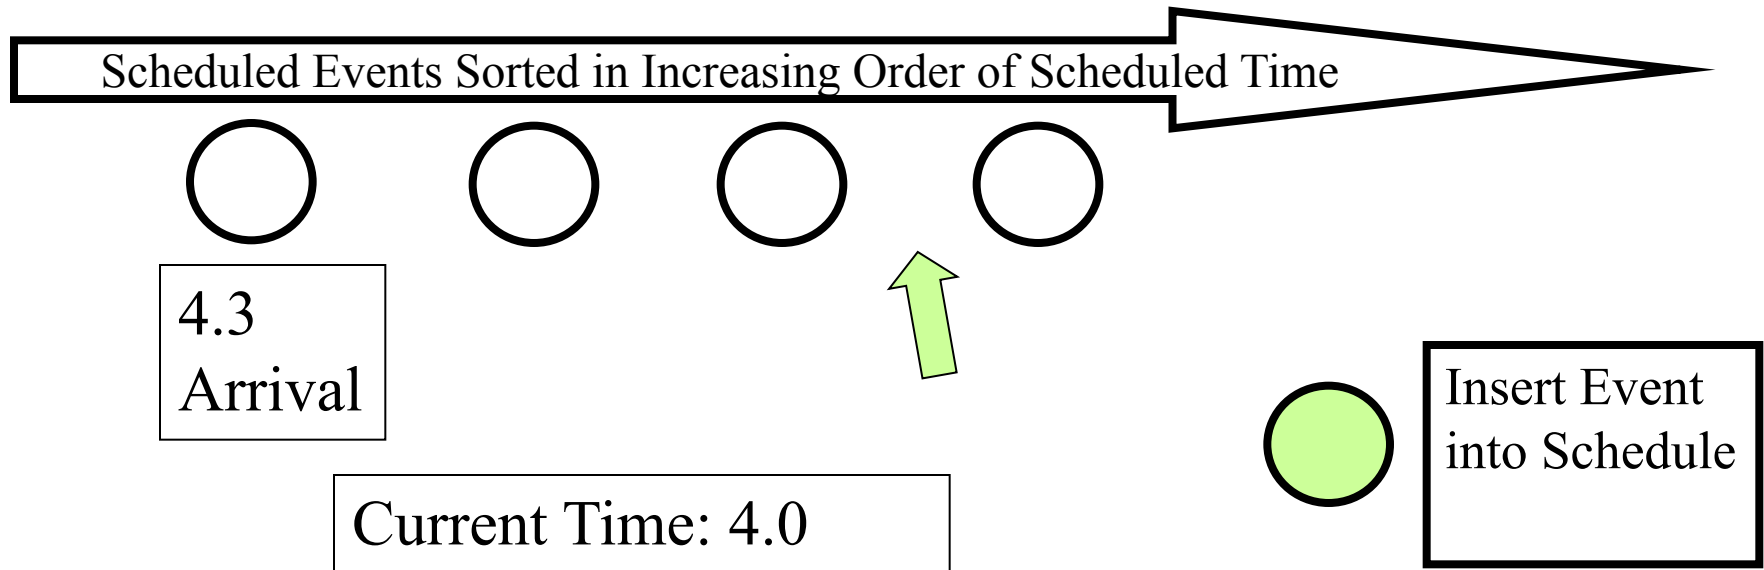 Scheduled Events Sorted in Increasing Order of Scheduled Time
4.3
Arrival
Insert Event
into Schedule
Current Time: 4.0